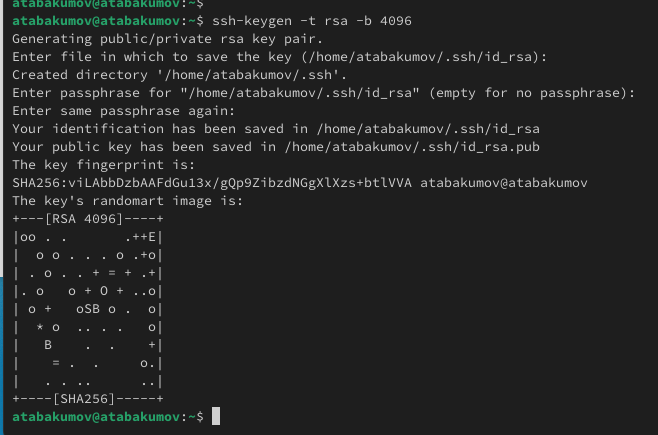 atabakumov@atabakumov:~$
atabakumov@atabakumov:~$ ssh-keygen -t rsa -b 4096
Generating public/private rsa key pair.
Enter file in which to save the key (/home/atabakumov/.ssh/id_rsa):
Created directory '/home/atabakumov/.ssh'.
Enter passphrase for "/home/atabakumov/.ssh/id_rsa" (empty for no passphrase):
Enter same passphrase again:
Your identification has been saved in /home/atabakumov/.ssh/id_rsa
Your public key has been saved in /home/atabakumov/.ssh/id_rsa.pub
The key fingerprint is:
SHA256:viLAbbDzbAAFdGu13x/gQp9ZibzdNGgXlXzs+btlVVA atabakumov@atabakumov
The key's randomart image is:
+---[RSA 4096]----+
|oo . .       .++E|
|  o o . . . o .+o|
| . o . . + = + .+|
|. o   o + O + ..o|
| o +   oSB o .  o|
|  * o  .. . .   o|
|   B    .  .    +|
|    = .  .     o.|
|   . . ..      ..|
+----[SHA256]-----+
atabakumov@atabakumov:~$